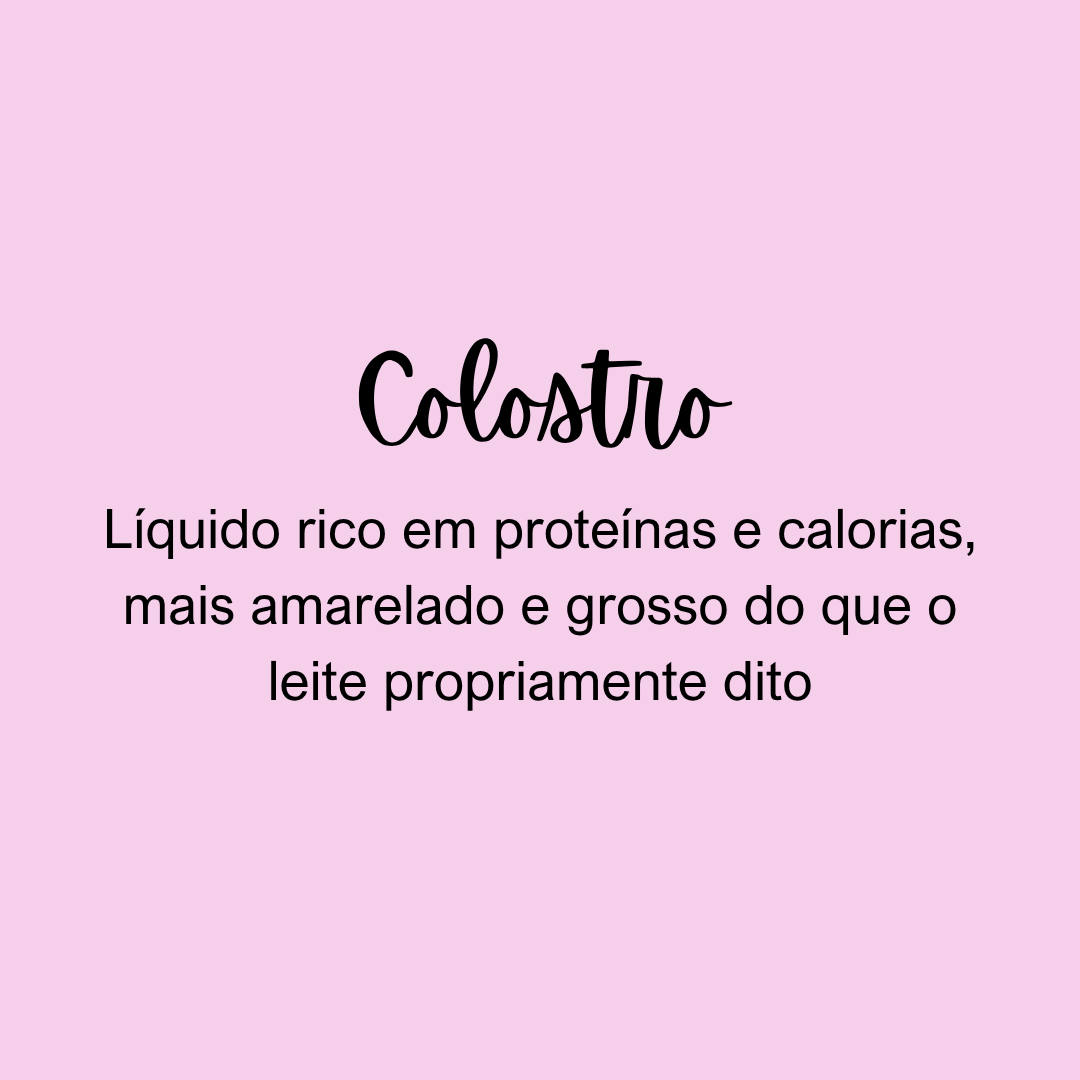 Colostro
Líquido rico em proteínas e calorias,
mais amarelado e grosso do que o
leite propriamente dito